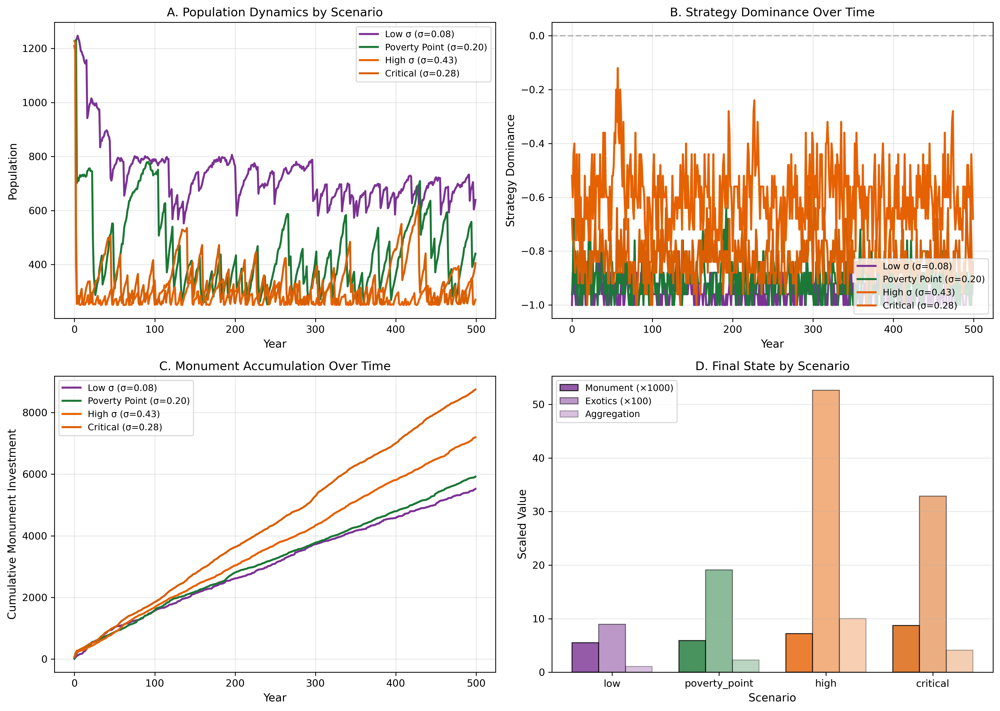 A. Population Dynamics by Scenario
Population
1200
1000
800
600
400
0
100
200
300
400
500
Year
Low σ (σ=0.08)
Poverty Point (σ=0.20)
High σ (σ=0.43)
Critical (σ=0.28)
B. Strategy Dominance Over Time
Strategy Dominance
0.0
−0.2
−0.4
−0.6
−0.8
−1.0
0
100
200
300
400
500
Year
Low σ (σ=0.08)
Poverty Point (σ=0.20)
High σ (σ=0.43)
Critical (σ=0.28)
C. Monument Accumulation Over Time
Cumulative Monument Investment
8000
6000
4000
2000
0
0
100
200
300
400
500
Year
Low σ (σ=0.08)
Poverty Point (σ=0.20)
High σ (σ=0.43)
Critical (σ=0.28)
D. Final State by Scenario
Scaled Value
50
40
30
20
10
0
low
poverty_point
high
critical
Scenario
Monument (×1000)
Exotics (×100)
Aggregation